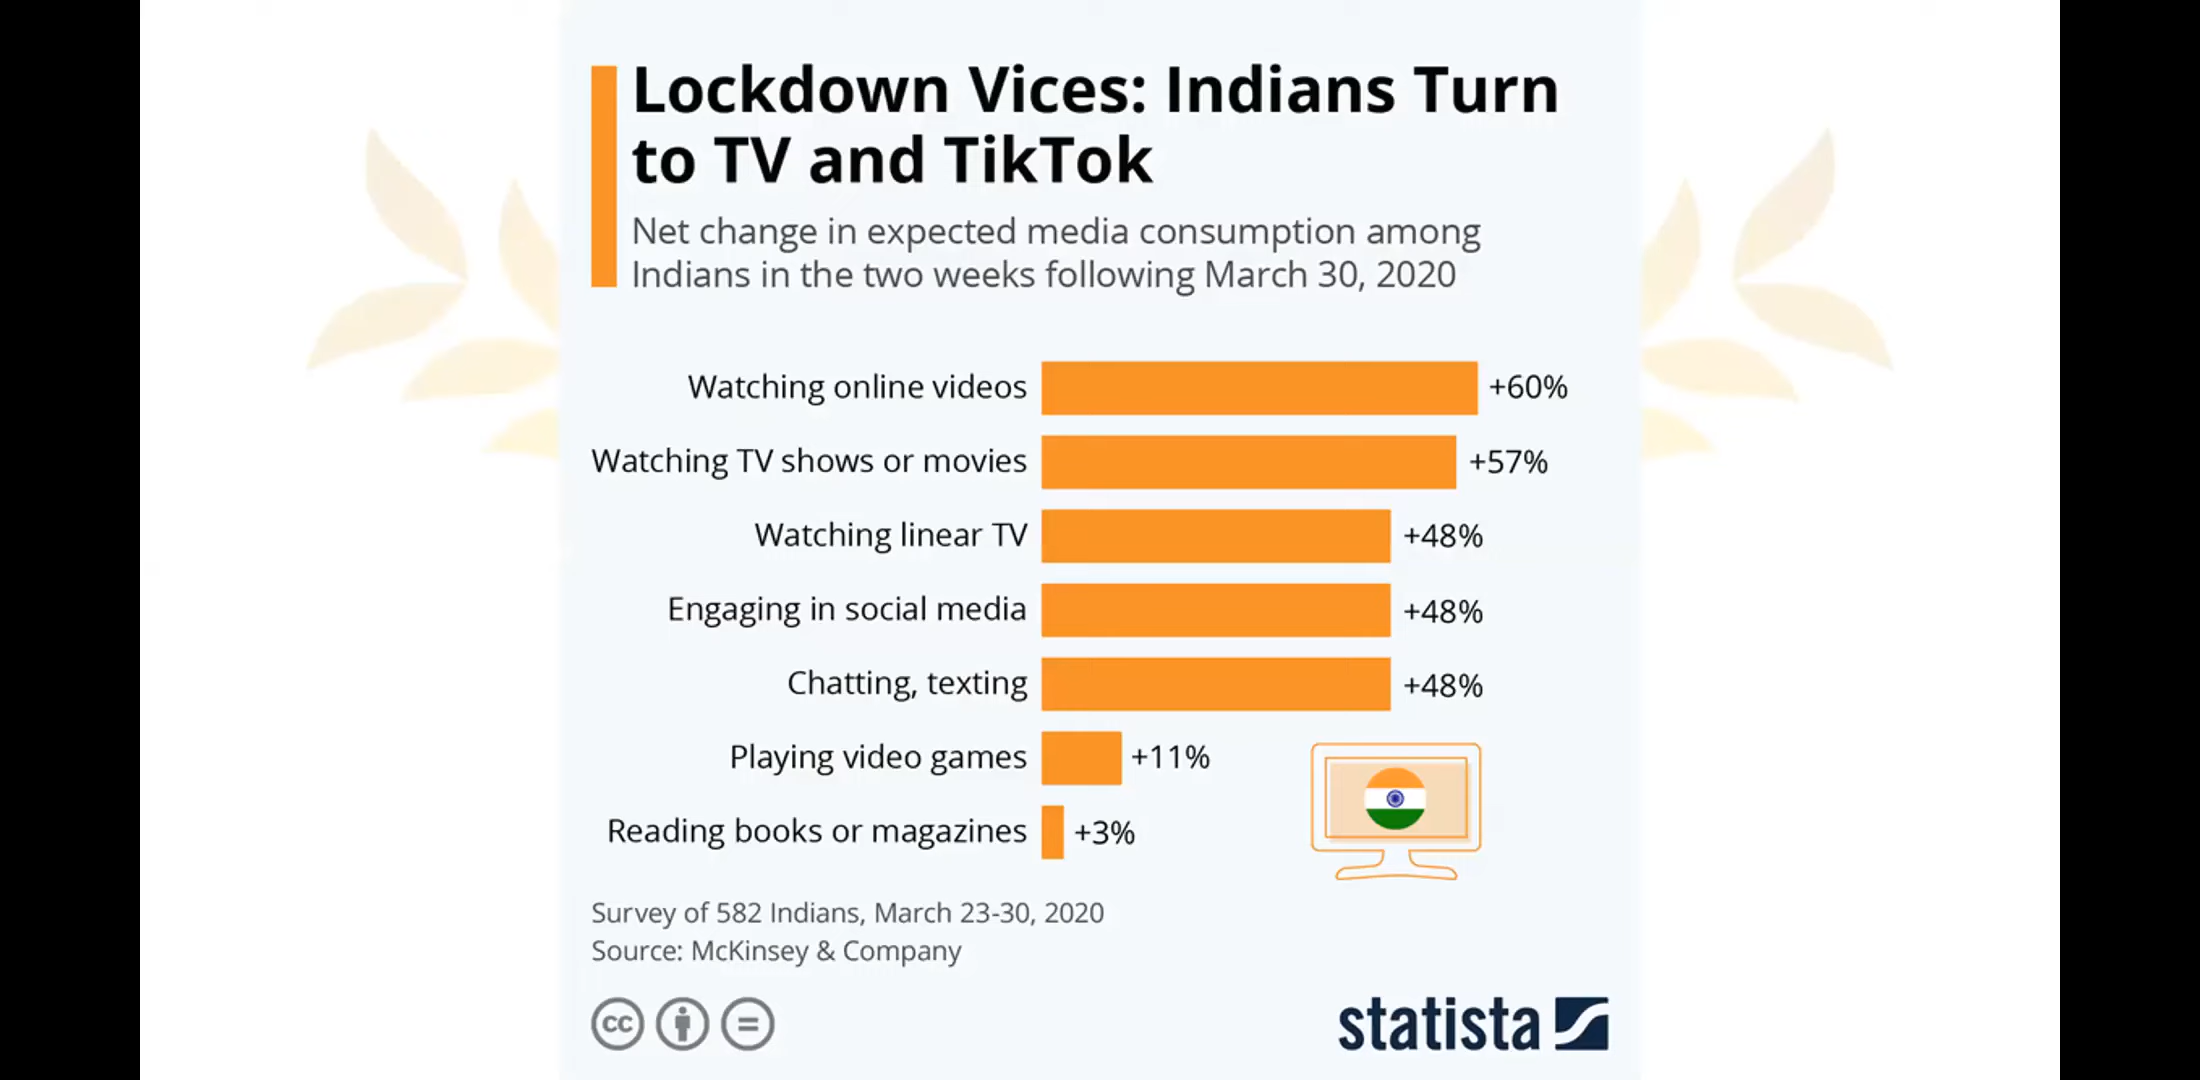 Lockdown Vices: Indians Turn
to TV and TikTok
Net change in expected media consumption among
Indians in the two weeks following March 30, 2020
Watching online videos +60%
Watching TV shows or movies +57%
Watching linear TV +48%
Engaging in social media +48%
Chatting, texting +48%
Playing video games +11%
Reading books or magazines +3%
Survey of 582 Indians, March 23-30, 2020
Source: McKinsey & Company
cc =
statista